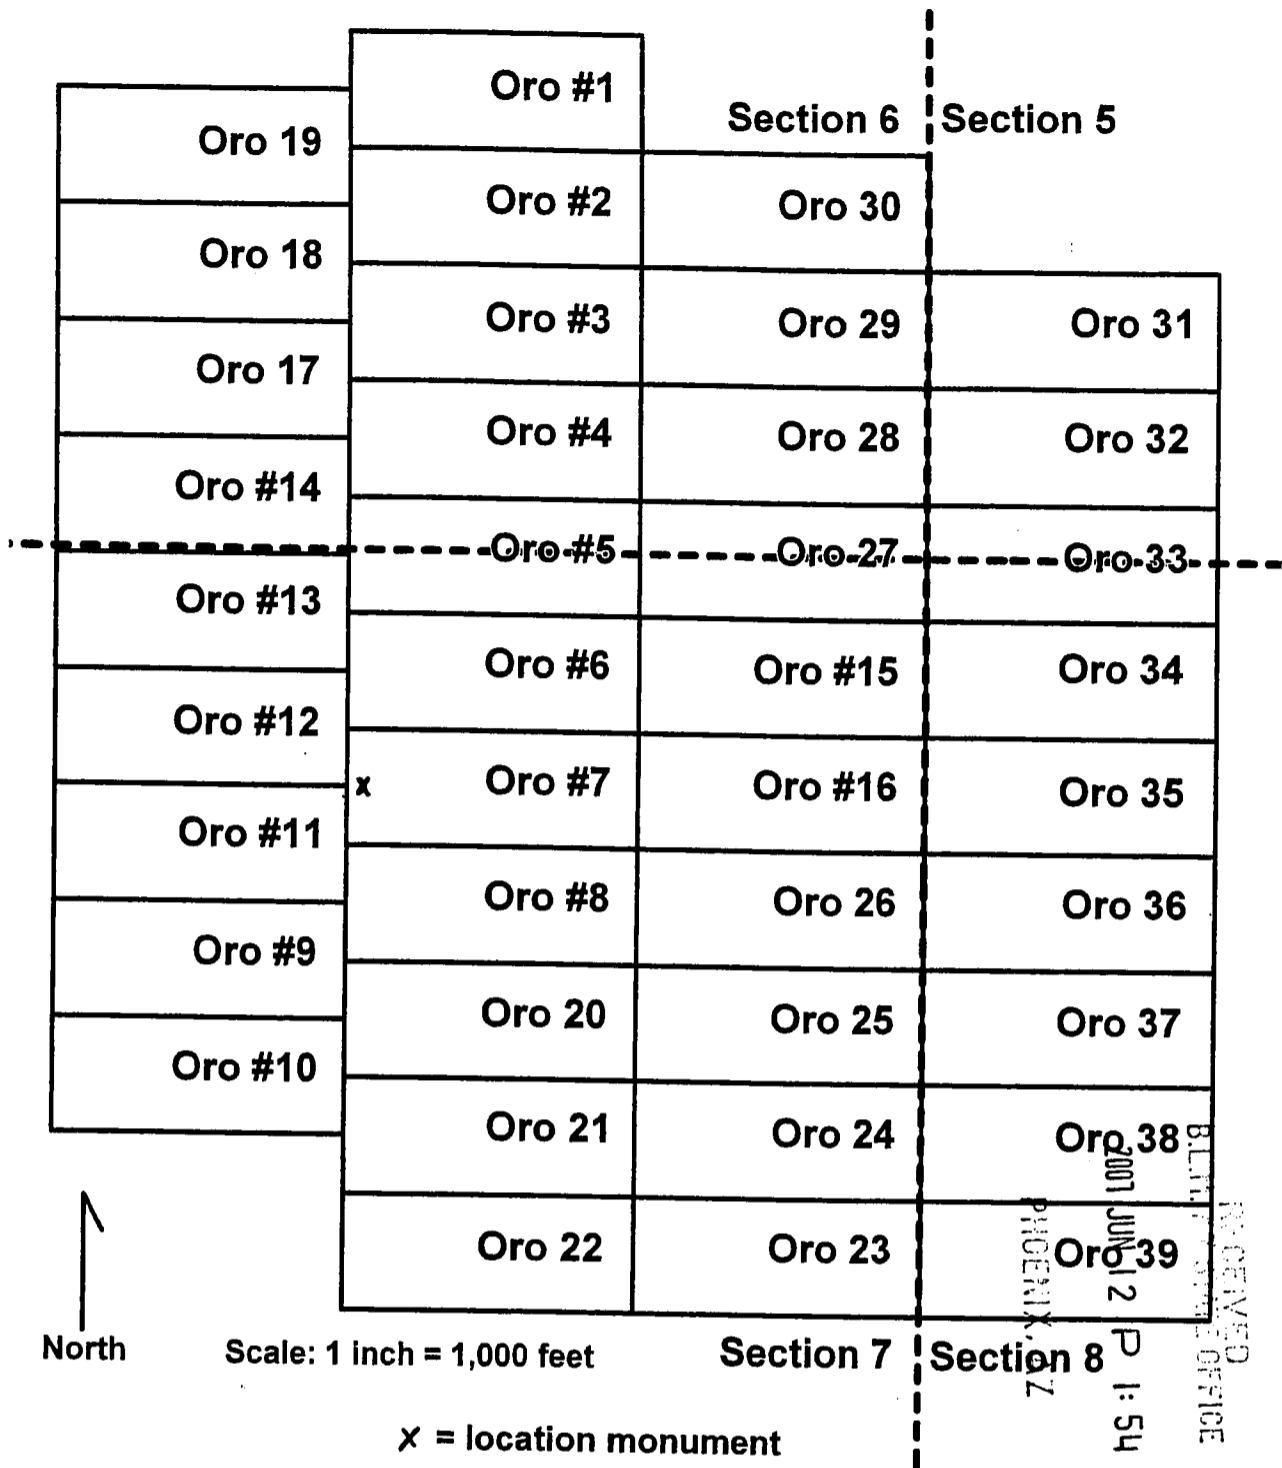 Oro #1
Section 6 Section 5
Oro 19
Oro #2
Oro 30
Oro 18
Oro #3
Oro 29
Oro 31
Oro 17
Oro #4
Oro 28
Oro 32
Oro #14
Oro #5
Oro 27
Oro 33
Oro #13
Oro #6
Oro #15
Oro 34
Oro #12
x
Oro #7
Oro #16
Oro 35
Oro #11
Oro #8
Oro 26
Oro 36
Oro #9
Oro 20
Oro 25
Oro 37
Oro #10
Oro 21
Oro 24
Oro 38
Oro 22
Oro 23
Oro 39
North
Scale: 1 inch = 1,000 feet
Section 7 Section 8
x = location monument
RECEIVED
B.L.M. STATE OFFICE
2007 JUN 12 P 1:54
PHOENIX, AZ